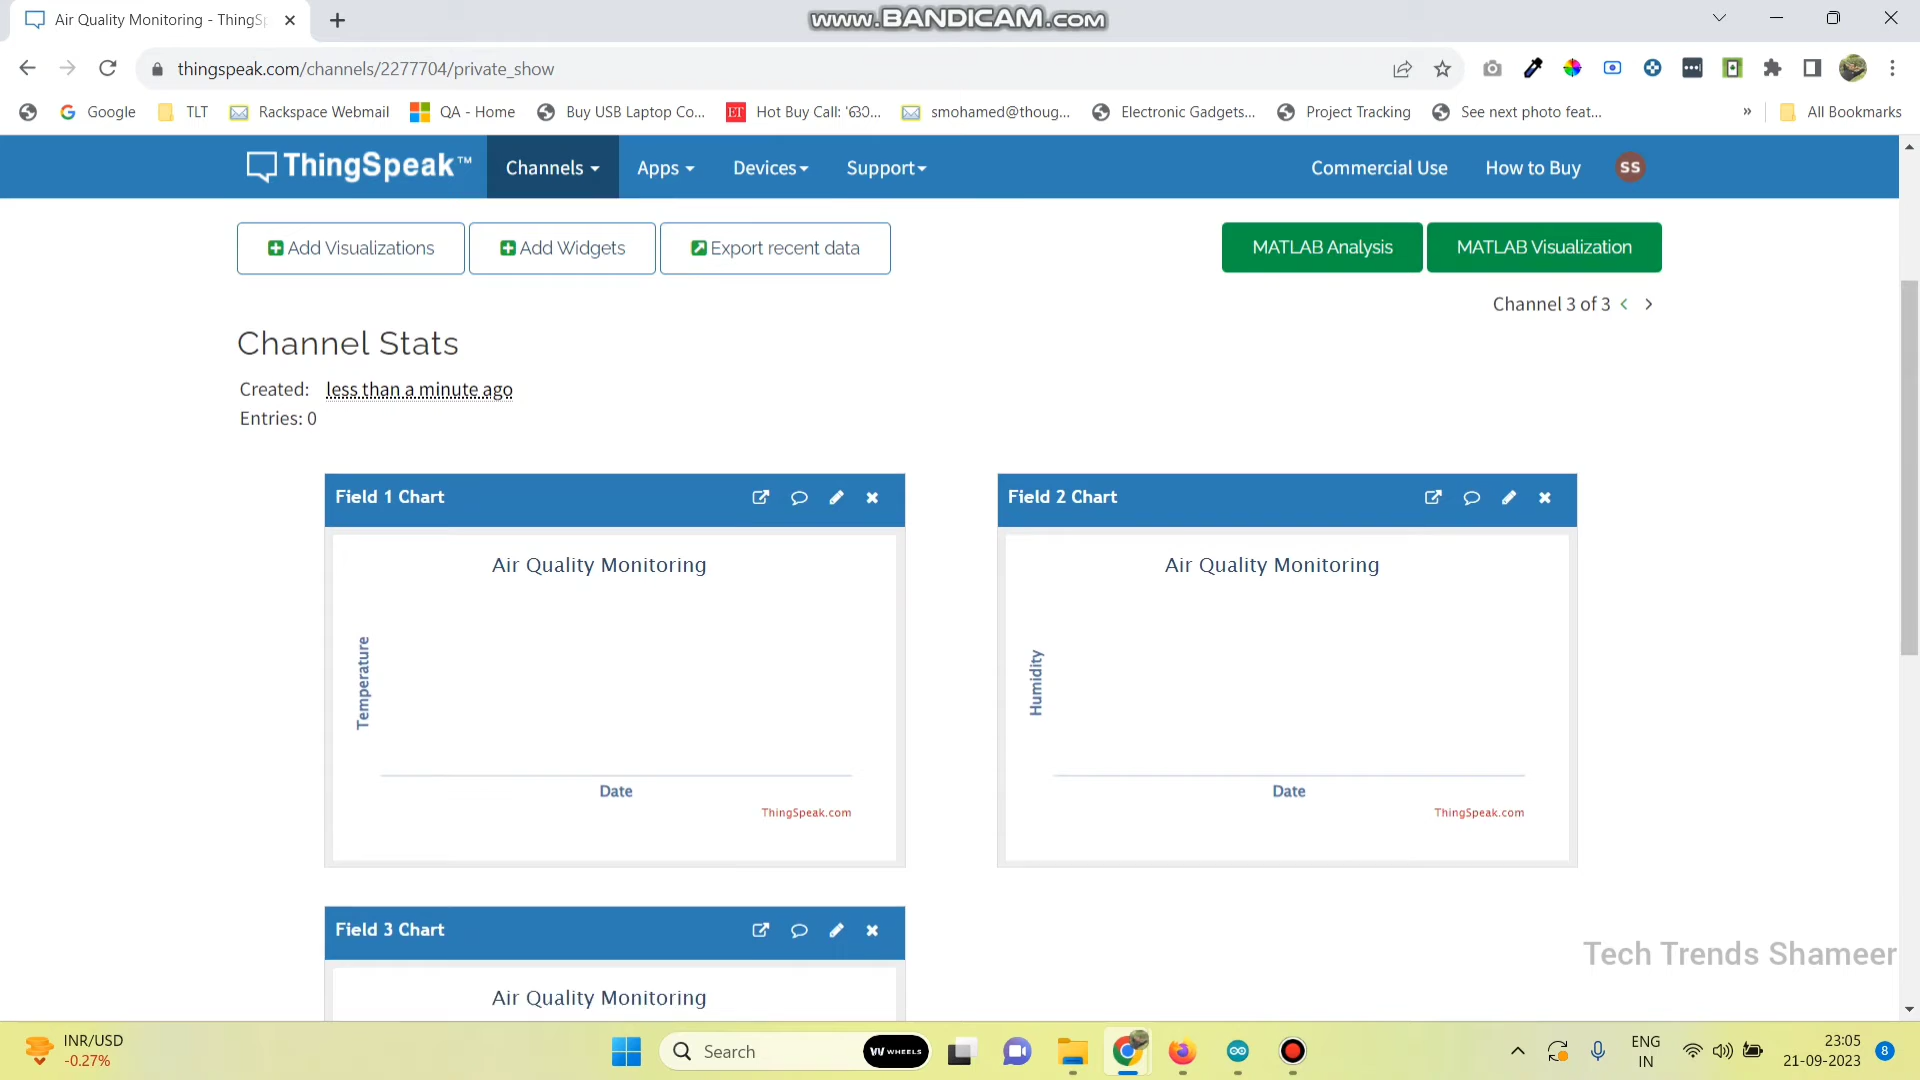 Air Quality Monitoring - ThingSp
www.BANDICAM.com
thingspeak.com/channels/2277704/private_show
Google
TLT
Rackspace Webmail
QA - Home
Buy USB Laptop Co...
ET
Hot Buy Call: '630...
smohamed@thoug...
Electronic Gadgets...
Project Tracking
See next photo feat...
»
All Bookmarks
ThingSpeak™
Channels
Apps
Devices
Support
Commercial Use
How to Buy
SS
Add Visualizations
Add Widgets
Export recent data
MATLAB Analysis
MATLAB Visualization
Channel 3 of 3 < >
Channel Stats
Created: less than a minute ago
Entries: 0
Field 1 Chart
Air Quality Monitoring
Temperature
Date
ThingSpeak.com
Field 2 Chart
Air Quality Monitoring
Humidity
Date
ThingSpeak.com
Field 3 Chart
Air Quality Monitoring
Tech Trends Shameer
INR/USD
-0.27%
Search
WHEELS
ENG
IN
23:05
21-09-2023
8